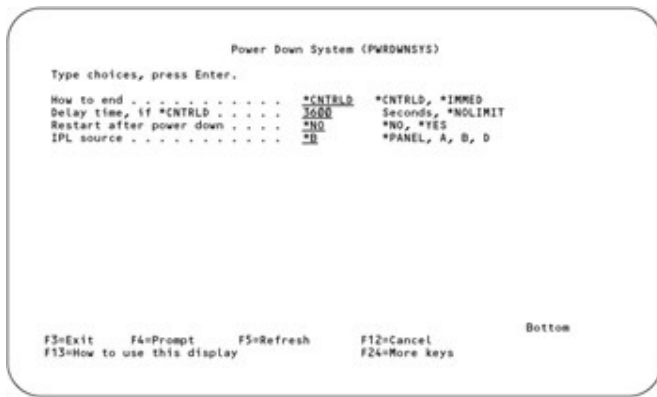 Power Down System (PWRDWNSYS)
Type choices, press Enter.
How to end . . . . . . . . . . . *CNTRLD *CNTRLD, *IMMED
Delay time, if *CNTRLD . . . . . 3600 Seconds, *NOLIMIT
Restart after power down . . . . *NO *NO, *YES
IPL source . . . . . . . . . . . *B *PANEL, A, B, D
Bottom
F3=Exit F4=Prompt F5=Refresh F12=Cancel
F13=How to use this display F24=More keys